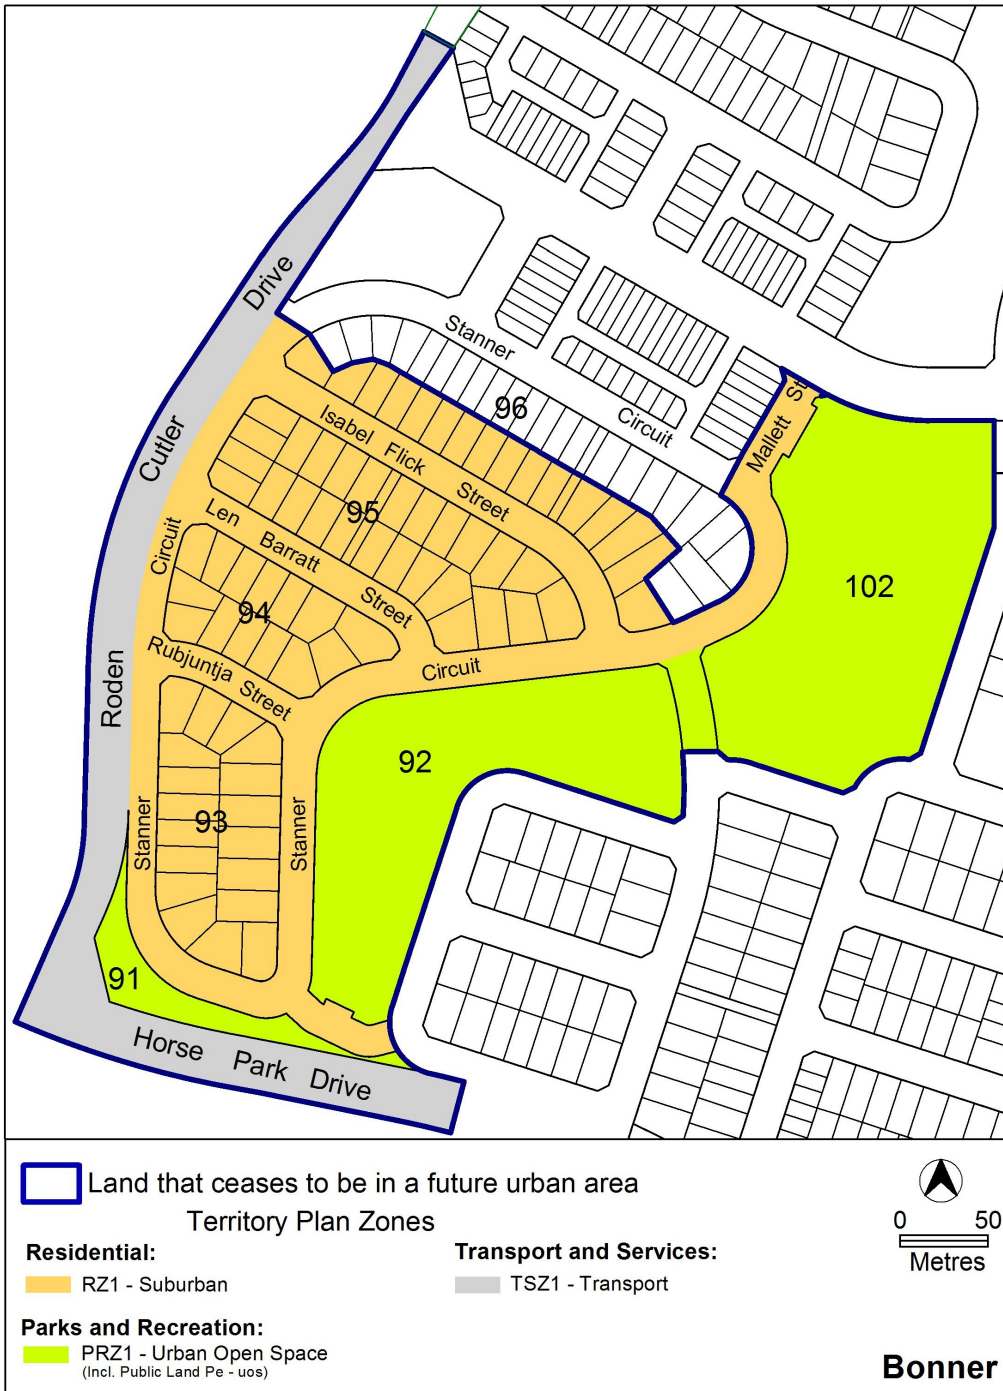 Drive
Stanner
Circuit
Mallett St
96
Isabel Flick Street
Cutler
95
Len Barratt Street
Circuit
102
94
Rubjuntja Street
Circuit
Roden
92
93
Stanner
Stanner
91
Horse Park Drive
Land that ceases to be in a future urban area
Territory Plan Zones
Residential:
RZ1 - Suburban
Transport and Services:
TSZ1 - Transport
Parks and Recreation:
PRZ1 - Urban Open Space
(Incl. Public Land Pe - uos)
0 50
Metres
Bonner